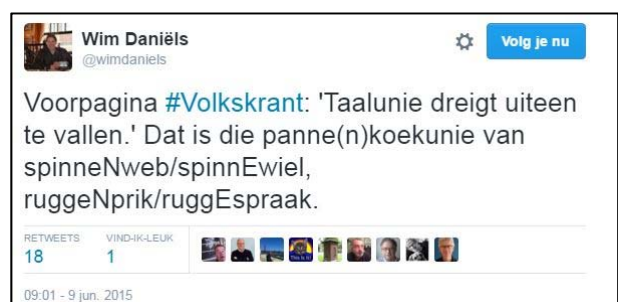 Wim Daniëls
@wimdaniels
Volg je nu
Voorpagina #Volkskrant: 'Taalunie dreigt uiteen
te vallen.' Dat is die panne(n)koekunie van
spinneNweb/spinnEwiel,
ruggeNprik/ruggEspraak.
RETWEETS VIND-IK-LEUK
18 1
09:01 - 9 jun. 2015